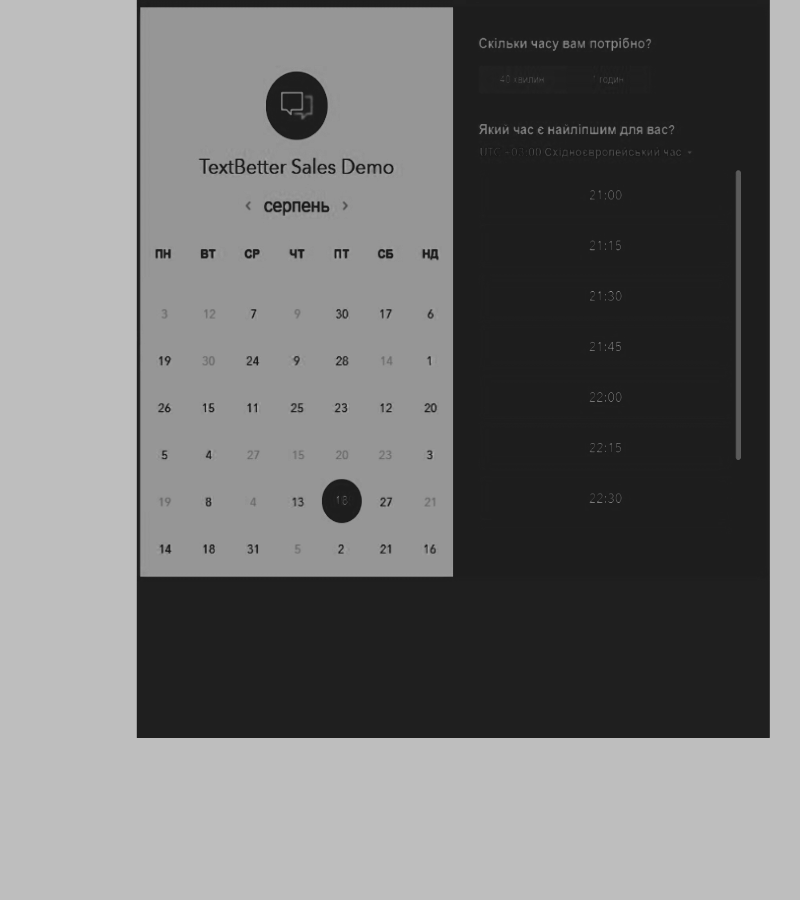 TextBetter Sales Demo
‹ серпень ›
ПН ВТ СР ЧТ ПТ СБ НД
3 12 7 9 30 17 6
19 30 24 9 28 14 1
26 15 11 25 23 12 20
5 4 27 15 20 23 3
19 8 4 13 18 27 21
14 18 31 5 2 21 16
Скільки часу вам потрібно?
хвилин годин
Який час є найліпшим для вас?
UTC +03:00 Східноєвропейський час
21:00
21:15
21:30
21:45
22:00
22:15
22:30